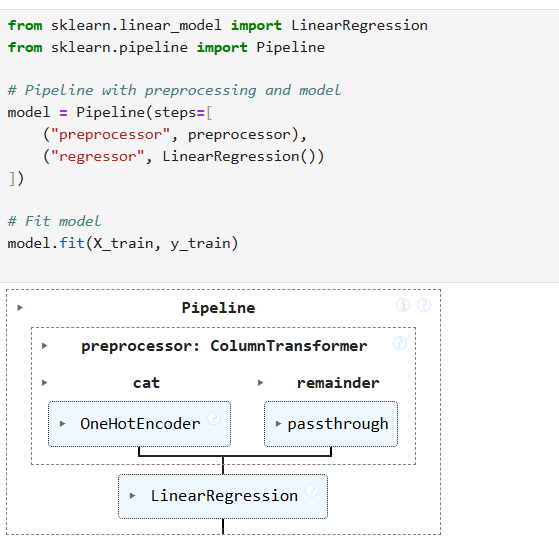 from sklearn.linear_model import LinearRegression
from sklearn.pipeline import Pipeline
# Pipeline with preprocessing and model
model = Pipeline(steps=[
    ("preprocessor", preprocessor),
    ("regressor", LinearRegression())
])
# Fit model
model.fit(X_train, y_train)
Pipeline
preprocessor: ColumnTransformer
cat
remainder
OneHotEncoder
passthrough
LinearRegression